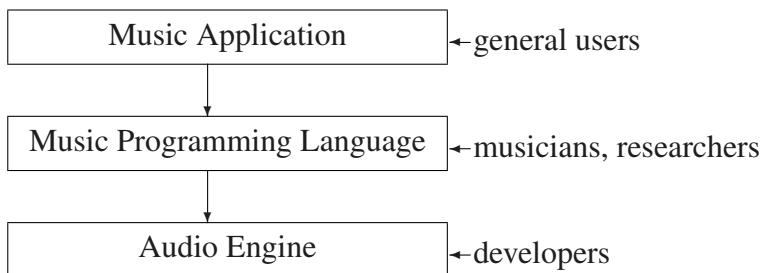 Music Application
general users
Music Programming Language
musicians, researchers
Audio Engine
developers